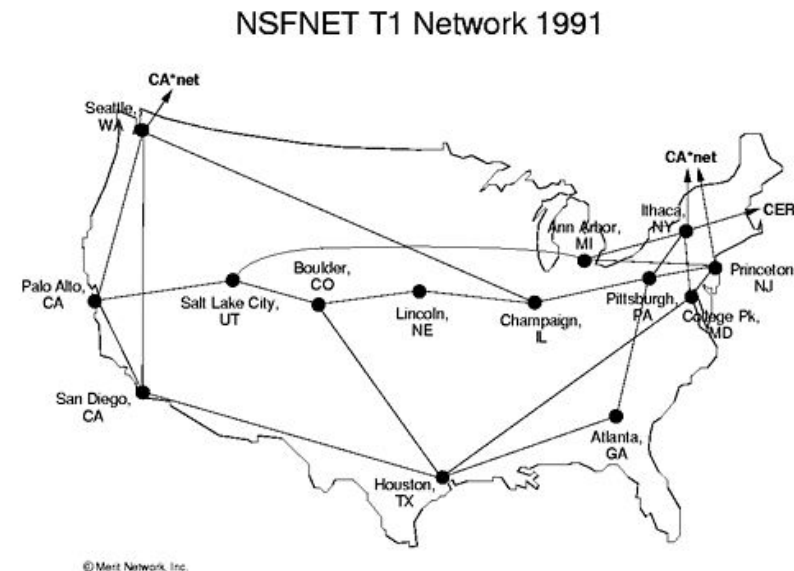 NSFNET T1 Network 1991
CA*net
Seattle,
WA
CA*net
Ithaca,
NY
CER
Ann Arbor,
MI
Boulder,
CO
Palo Alto,
CA
Salt Lake City,
UT
Lincoln,
NE
Champaign,
IL
Pittsburgh,
PA
Princeton
NJ
College Pk,
MD
San Diego,
CA
Atlanta,
GA
Houston,
TX
© Merit Network, Inc.